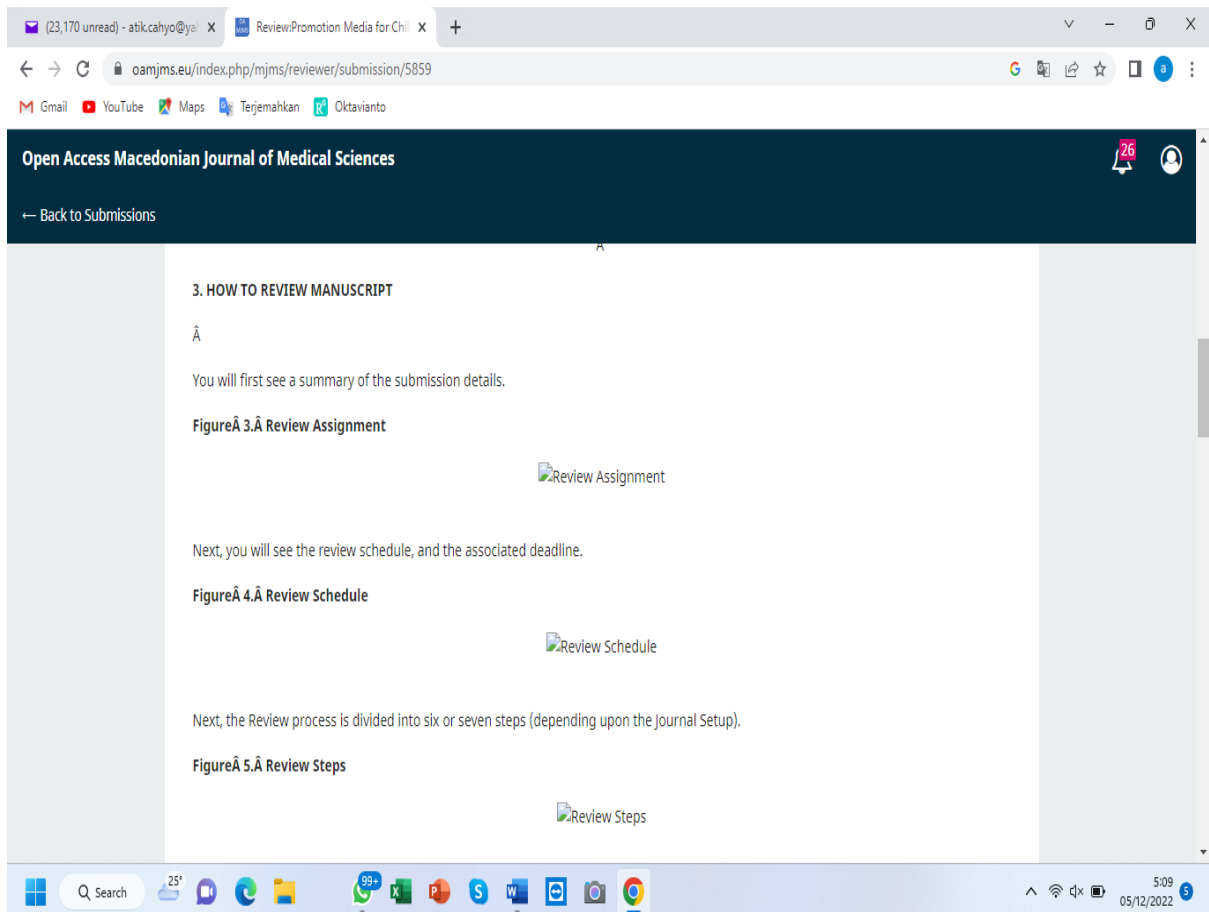 (23,170 unread) - atik.cahyo@yah
Review:Promotion Media for Chil
oamjms.eu/index.php/mjms/reviewer/submission/5859
a
Gmail YouTube Maps Terjemahkan Oktavianto
Open Access Macedonian Journal of Medical Sciences
26
← Back to Submissions
Â
3. HOW TO REVIEW MANUSCRIPT
Â
You will first see a summary of the submission details.
FigureÂ 3.Â Review Assignment
Review Assignment
Next, you will see the review schedule, and the associated deadline.
FigureÂ 4.Â Review Schedule
Review Schedule
Next, the Review process is divided into six or seven steps (depending upon the Journal Setup).
FigureÂ 5.Â Review Steps
Review Steps
Search
25°
99+
5:09
05/12/2022
5